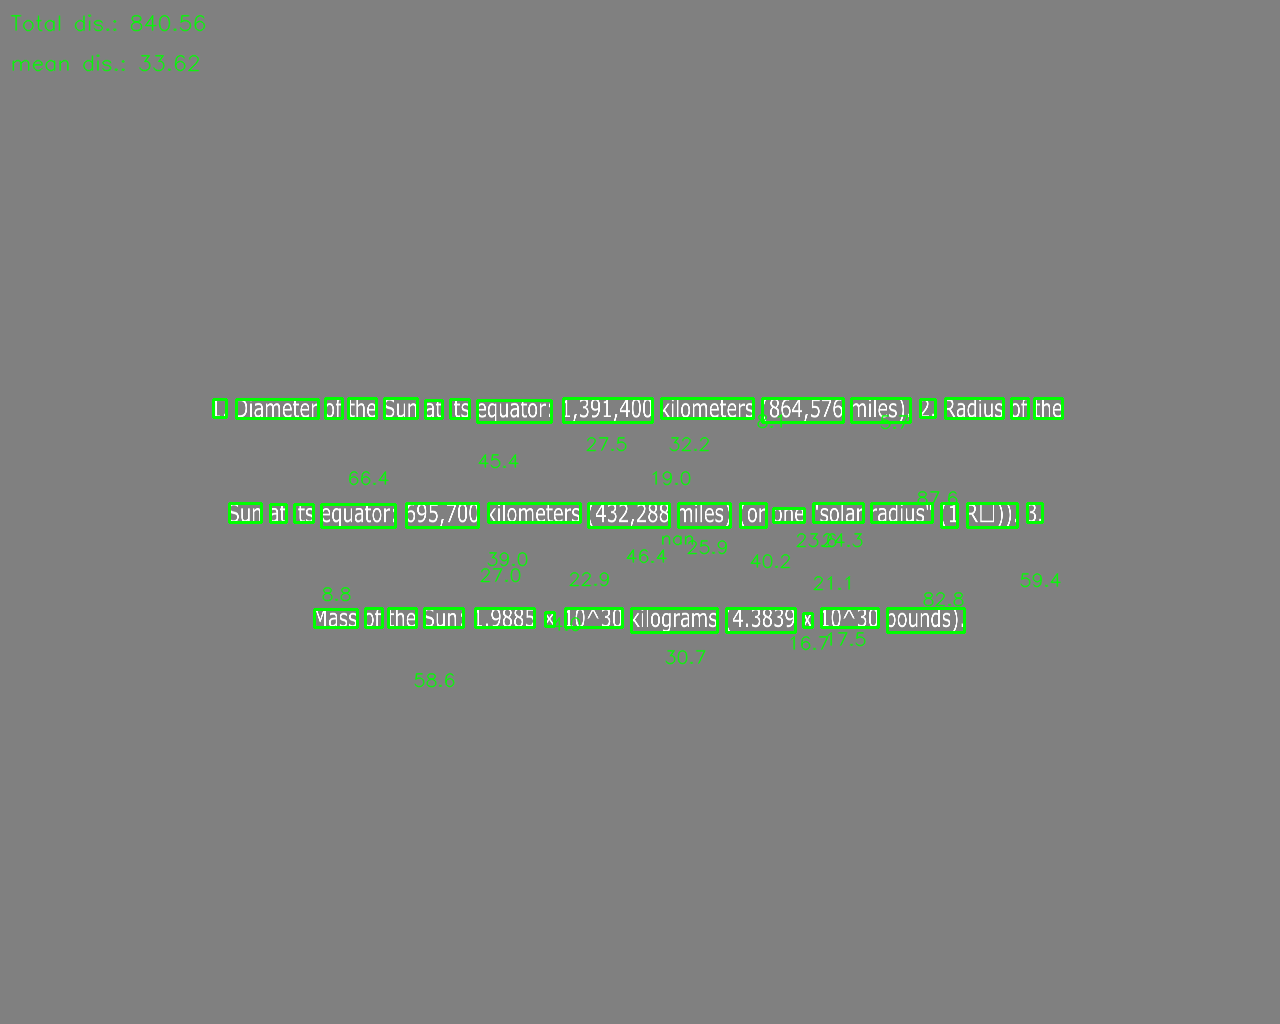 Total dis.: 840.56
mean dis.: 33.62
1. Diameter of the Sun at its equator: 1,391,400 kilometers (864,576 miles). 2. Radius of the
27.5 32.2
45.4
66.4 19.0
87.6
Sun at its equator: 695,700 kilometers (432,288 miles) (or one "solar radius" (1 R□)). 3.
nan 25.9 24.3
39.0 46.4 40.2
27.0 22.9 21.1 59.4
8.8 82.8
Mass of the Sun: 1.9885 x 10^30 kilograms (4.3839 x 10^30 pounds).
16.7 17.5
30.7
58.6